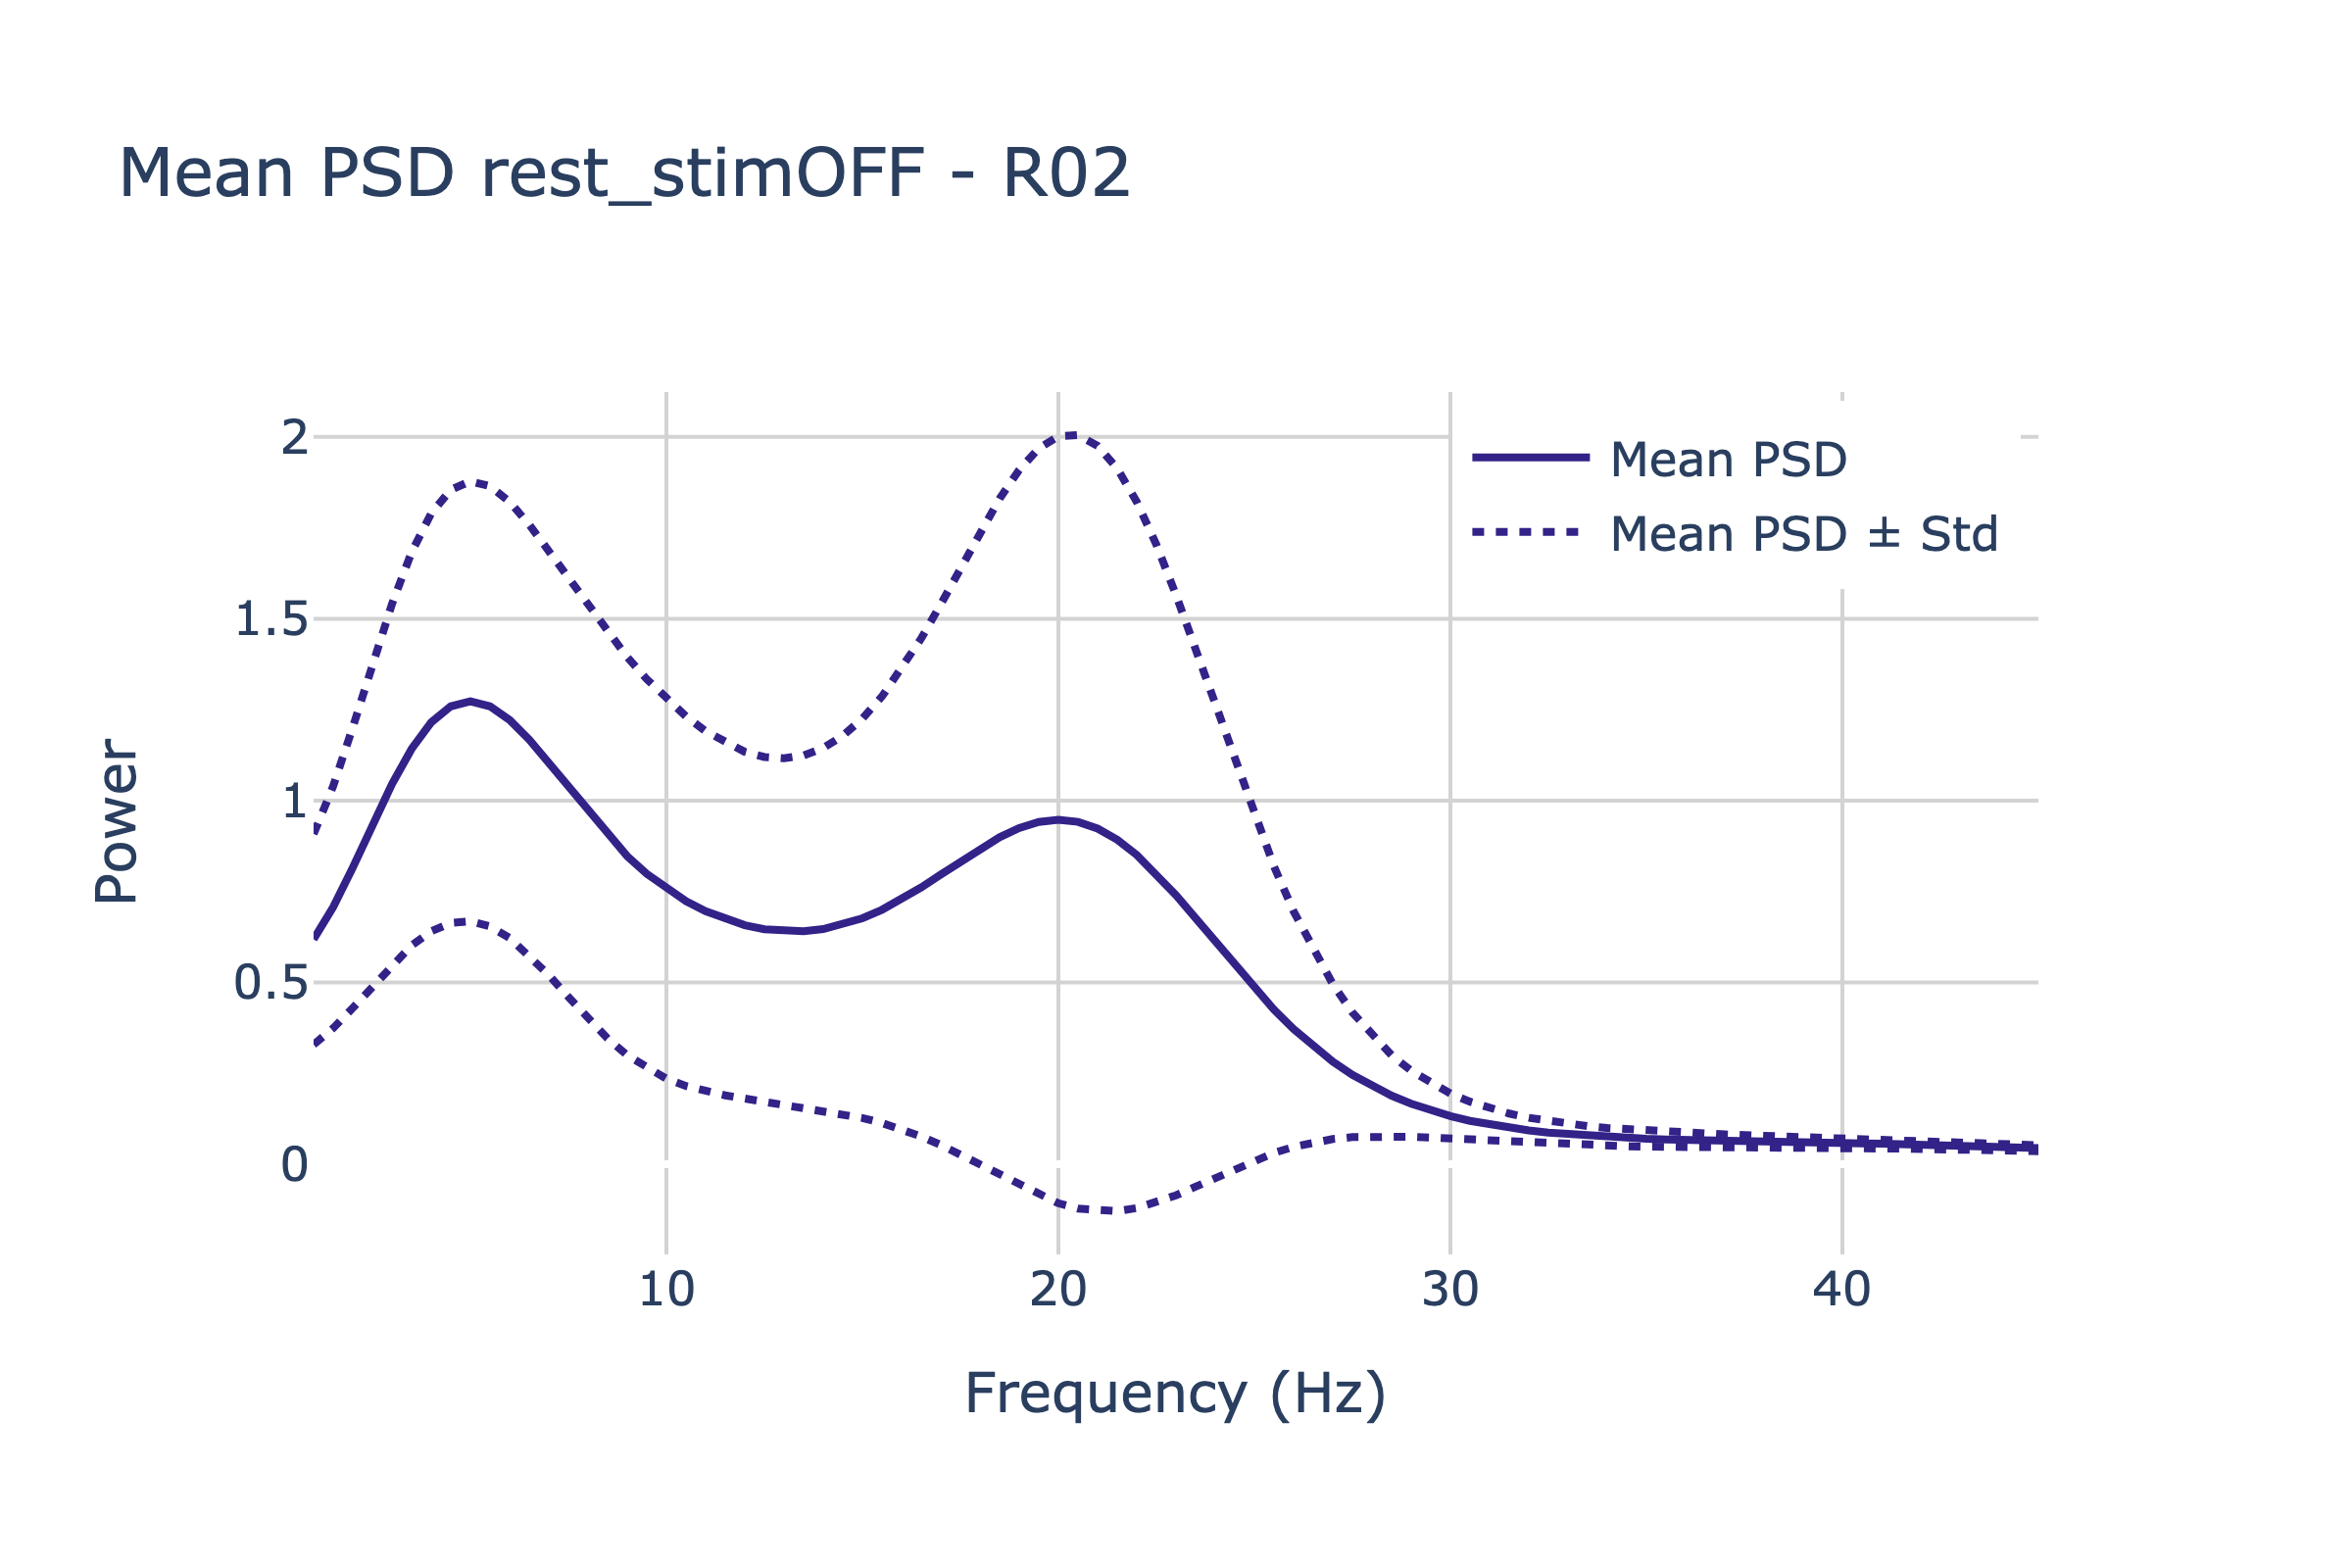 Mean PSD rest_stimOFF - R02
Mean PSD
Mean PSD ± Std
Power
2
1.5
1
0.5
0
10 20 30 40
Frequency (Hz)